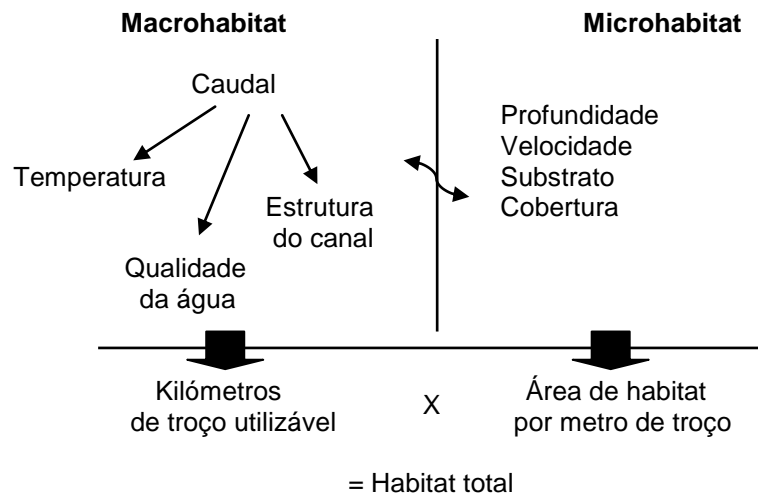 Macrohabitat
Microhabitat
Caudal
Temperatura
Qualidade
da água
Estrutura
do canal
Profundidade
Velocidade
Substrato
Cobertura
Kilómetros
de troço utilizável
X
Área de habitat
por metro de troço
= Habitat total